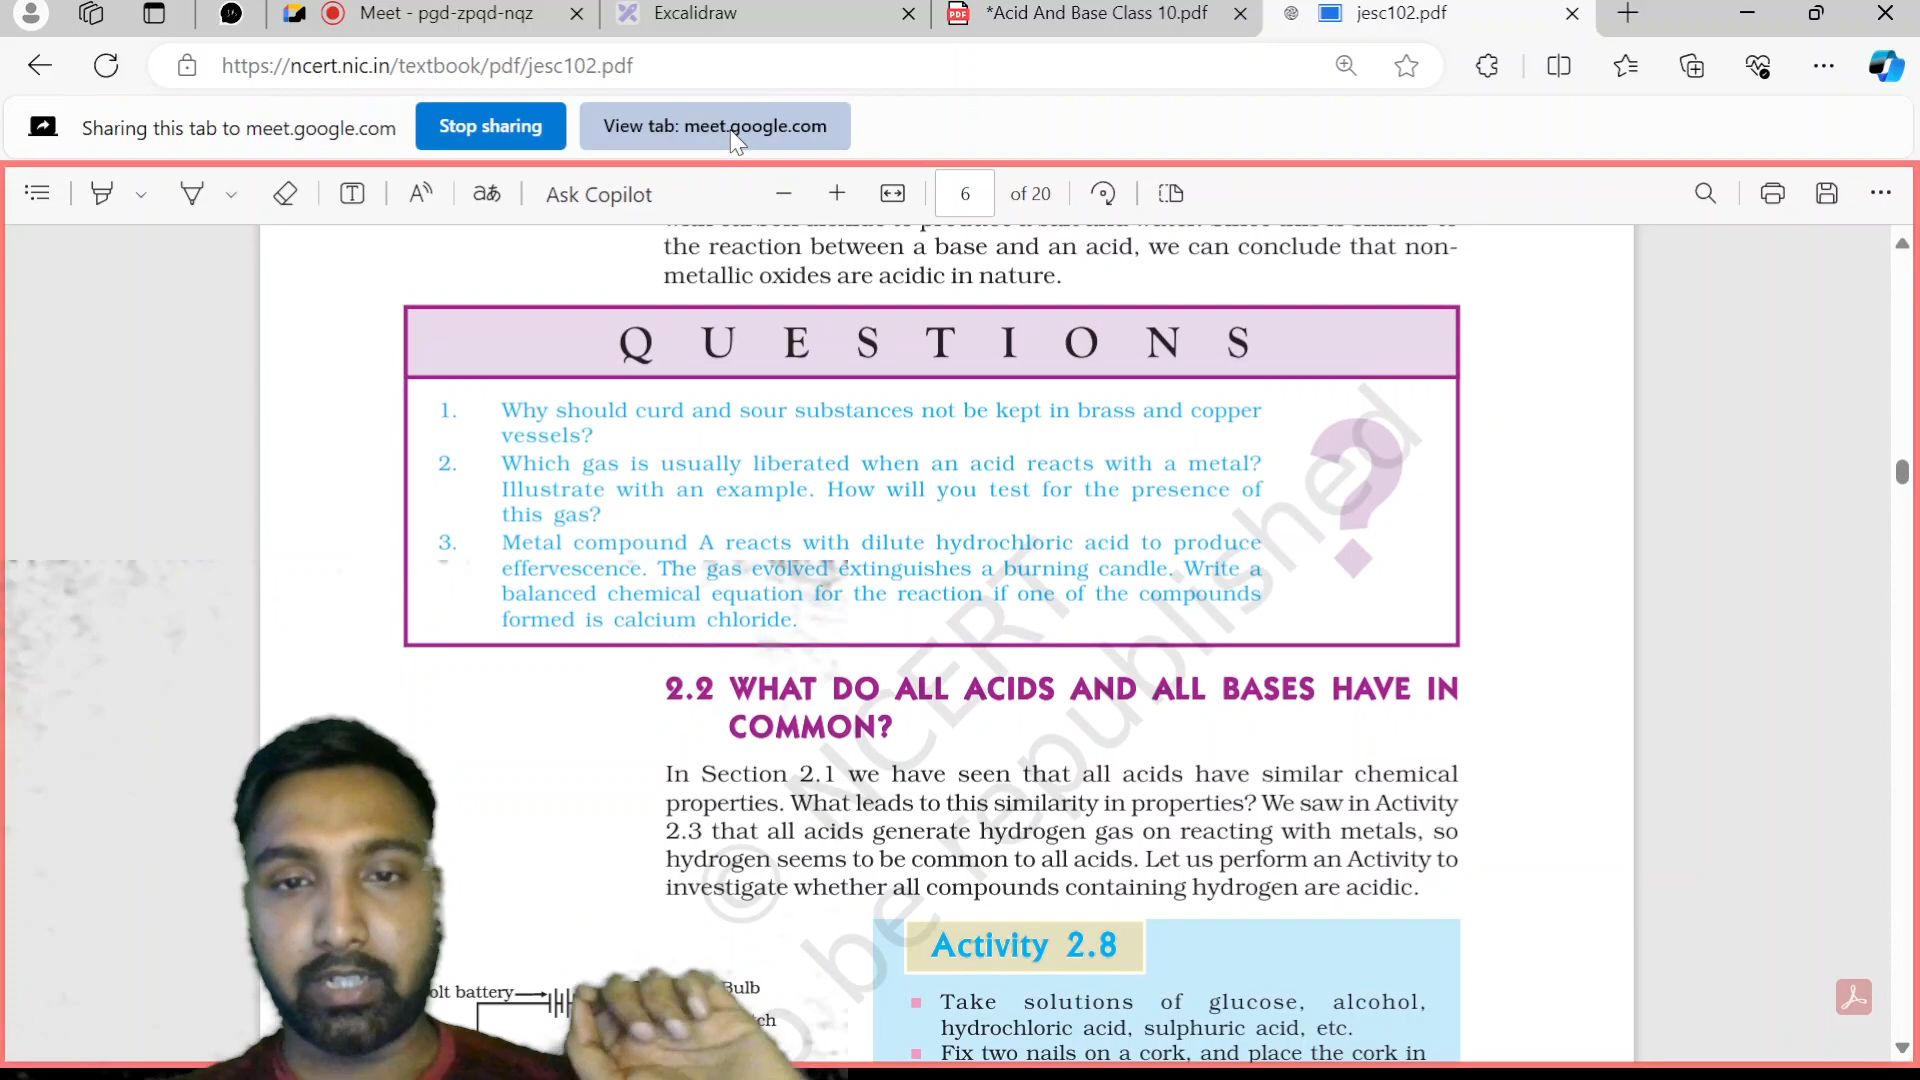 Meet - pgd-zpqd-nqz
Excalidraw
*Acid And Base Class 10.pdf
jesc102.pdf
https://ncert.nic.in/textbook/pdf/jesc102.pdf
Sharing this tab to meet.google.com
Stop sharing
View tab: meet.google.com
Ask Copilot
6
of 20
the reaction between a base and an acid, we can conclude that non-
metallic oxides are acidic in nature.
Q U E S T I O N S
1. Why should curd and sour substances not be kept in brass and copper
vessels?
2. Which gas is usually liberated when an acid reacts with a metal?
Illustrate with an example. How will you test for the presence of
this gas?
3. Metal compound A reacts with dilute hydrochloric acid to produce
effervescence. The gas evolved extinguishes a burning candle. Write a
balanced chemical equation for the reaction if one of the compounds
formed is calcium chloride.
?
© NCERT
be republished
2.2 WHAT DO ALL ACIDS AND ALL BASES HAVE IN
COMMON?
In Section 2.1 we have seen that all acids have similar chemical
properties. What leads to this similarity in properties? We saw in Activity
2.3 that all acids generate hydrogen gas on reacting with metals, so
hydrogen seems to be common to all acids. Let us perform an Activity to
investigate whether all compounds containing hydrogen are acidic.
Activity 2.8
olt battery
Bulb
tch
Take solutions of glucose, alcohol,
hydrochloric acid, sulphuric acid, etc.
Fix two nails on a cork, and place the cork in